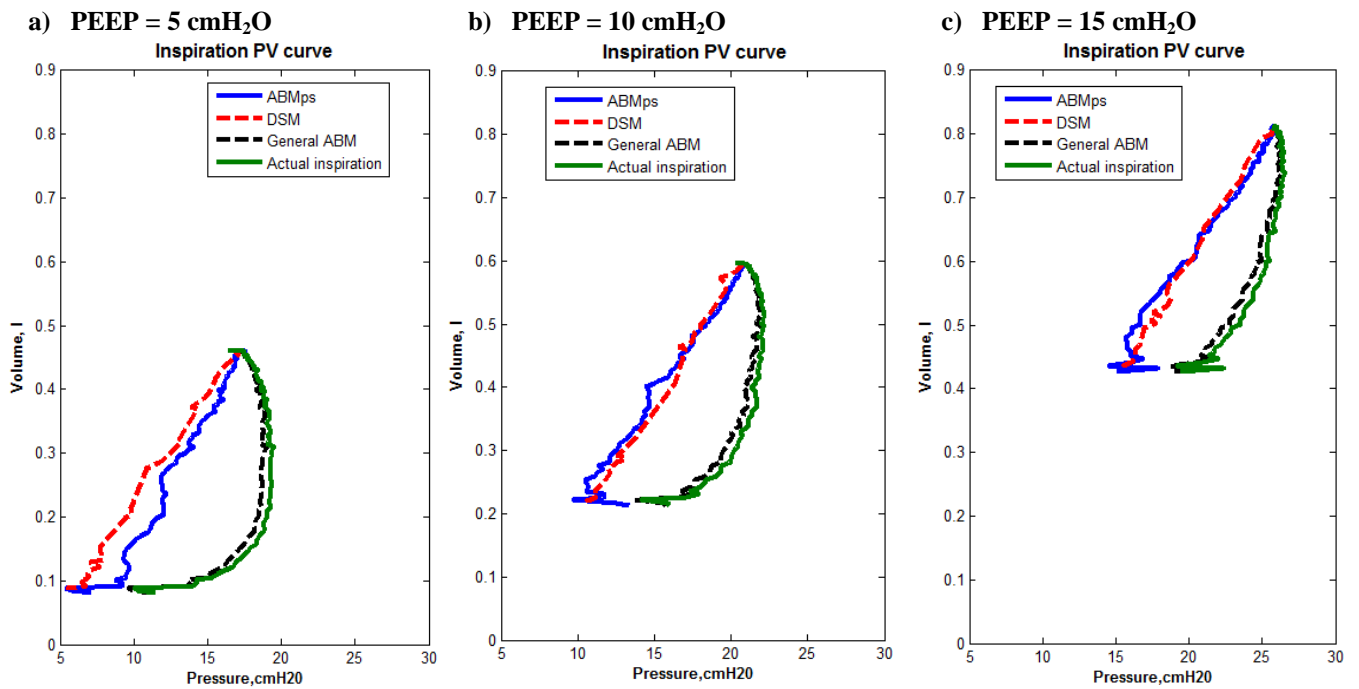 a) PEEP = 5 cmH₂O
Inspiration PV curve
0.9
0.8
0.7
0.6
0.5
0.4
0.3
0.2
0.1
0
Volume, l
ABMps
DSM
General ABM
Actual inspiration
5 10 15 20 25 30
Pressure,cmH20
b) PEEP = 10 cmH₂O
Inspiration PV curve
0.9
0.8
0.7
0.6
0.5
0.4
0.3
0.2
0.1
0
Volume, l
ABMps
DSM
General ABM
Actual inspiration
5 10 15 20 25 30
Pressure,cmH20
c) PEEP = 15 cmH₂O
Inspiration PV curve
0.9
0.8
0.7
0.6
0.5
0.4
0.3
0.2
0.1
0
Volume, l
ABMps
DSM
General ABM
Actual inspiration
5 10 15 20 25 30
Pressure,cmH20